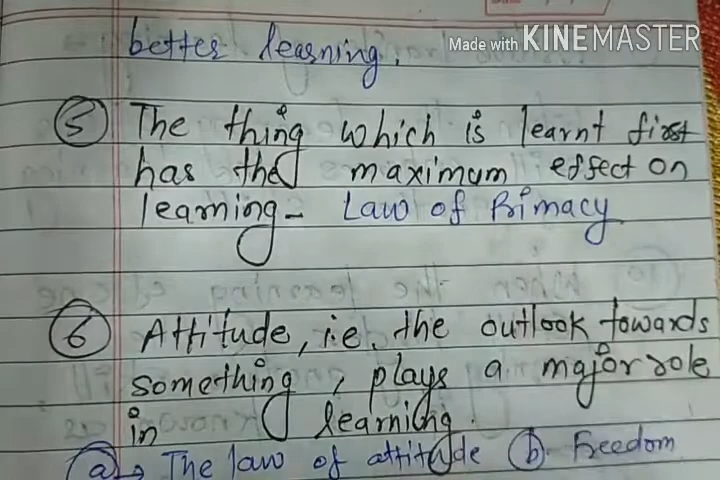 better learning.
Made with KINEMASTER
⑤ The thing which is learnt first
has the maximum effect on
learning - Law of Primacy
⑥ Attitude, i.e. the outlook towards
something, plays a major role
in learning.
ⓐ→ The law of attitude ⓑ Freedom